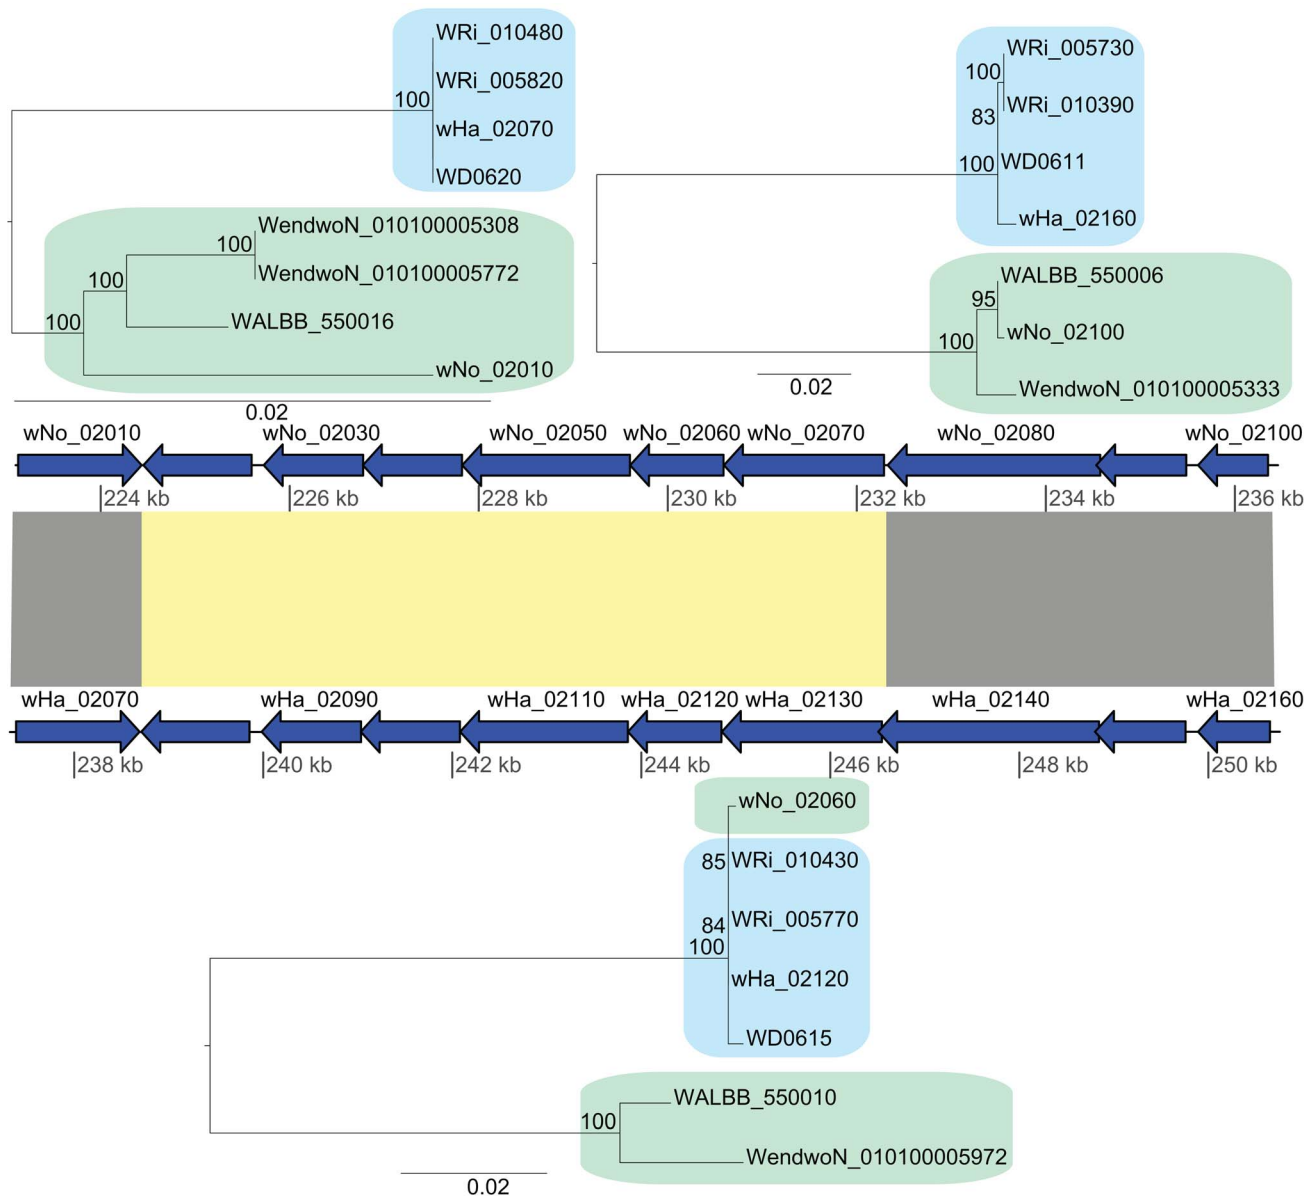 WRi_010480
WRi_005820
100
wHa_02070
WD0620
WendwoN_010100005308
100
WendwoN_010100005772
100
WALBB_550016
100
wNo_02010
0.02
WRi_005730
100
WRi_010390
83
WD0611
100
wHa_02160
WALBB_550006
95
wNo_02100
100
WendwoN_010100005333
0.02
wNo_02010 wNo_02030 wNo_02050 wNo_02060 wNo_02070 wNo_02080 wNo_02100
224 kb 226 kb 228 kb 230 kb 232 kb 234 kb 236 kb
wHa_02070 wHa_02090 wHa_02110 wHa_02120 wHa_02130 wHa_02140 wHa_02160
238 kb 240 kb 242 kb 244 kb 246 kb 248 kb 250 kb
wNo_02060
85 WRi_010430
84 WRi_005770
100
wHa_02120
WD0615
WALBB_550010
100
WendwoN_010100005972
0.02